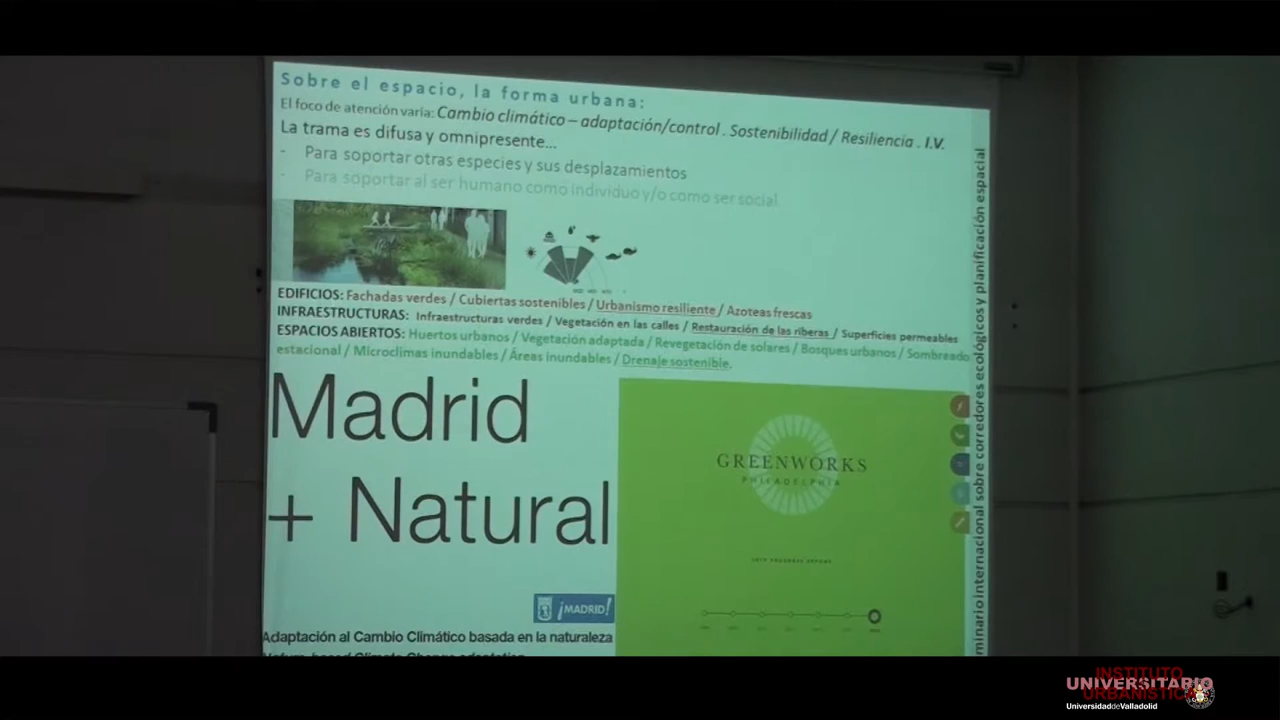 Sobre el espacio, la forma urbana:
El foco de atención varia: Cambio climático – adaptación/control . Sostenibilidad / Resiliencia . I.V.
La trama es difusa y omnipresente...
- Para soportar otras especies y sus desplazamientos
- Para soportar al ser humano como individuo y/o como ser social
EDIFICIOS: Fachadas verdes / Cubiertas sostenibles / Urbanismo resiliente / Azoteas frescas
INFRAESTRUCTURAS: Infraestructuras verdes / Vegetación en las calles / Restauración de las riberas / Superficies permeables
ESPACIOS ABIERTOS: Huertos urbanos / Vegetación adaptada / Revegetación de solares / Bosques urbanos / Sombreado
estacional / Microclimas inundables / Áreas inundables / Drenaje sostenible.
Madrid
+ Natural
¡MADRID!
Adaptación al Cambio Climático basada en la naturaleza
GREENWORKS
PHILADELPHIA
minario internacional sobre corredores ecológicos y planificación espacial
INSTITUTO
UNIVERSITARIO
URBANÍSTICA
UniversidaddeValladolid